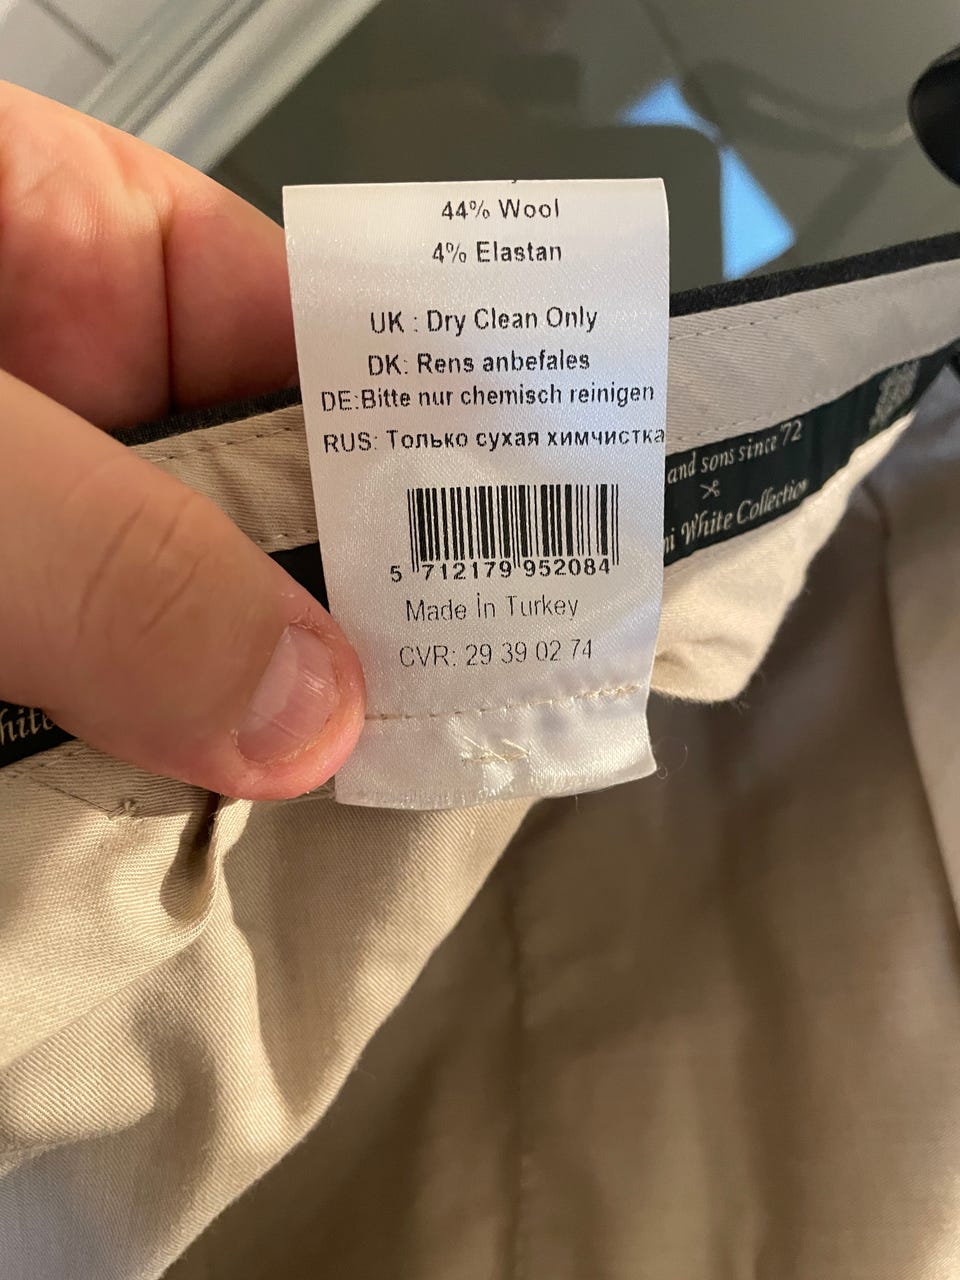 44% Wool
4% Elastan
UK : Dry Clean Only
DK: Rens anbefales
DE:Bitte nur chemisch reinigen
RUS: Только сухая химчистка
5 712179 952084
Made İn Turkey
CVR: 29 39 02 74
and sons since 72
White Collection